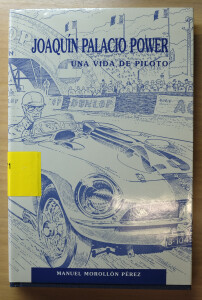 JOAQUÍN PALACIO POWER
UNA VIDA DE PILOTO
DUNLOP
MANUEL MOROLLÓN PÉREZ